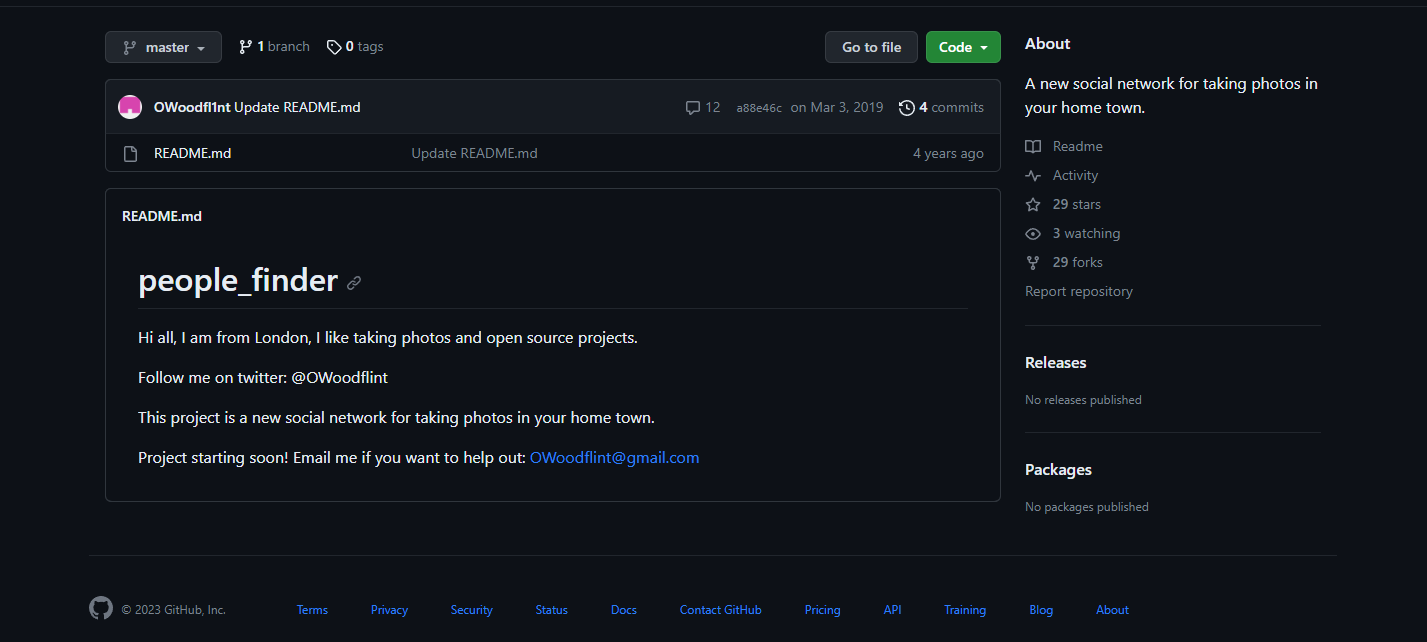 master
1 branch
0 tags
Go to file
Code
OWoodfl1nt Update README.md
12
a88e46c on Mar 3, 2019
4 commits
README.md
Update README.md
4 years ago
README.md
people_finder
Hi all, I am from London, I like taking photos and open source projects.
Follow me on twitter: @OWoodflint
This project is a new social network for taking photos in your home town.
Project starting soon! Email me if you want to help out: OWoodflint@gmail.com
About
A new social network for taking photos in
your home town.
Readme
Activity
29 stars
3 watching
29 forks
Report repository
Releases
No releases published
Packages
No packages published
© 2023 GitHub, Inc.
Terms
Privacy
Security
Status
Docs
Contact GitHub
Pricing
API
Training
Blog
About